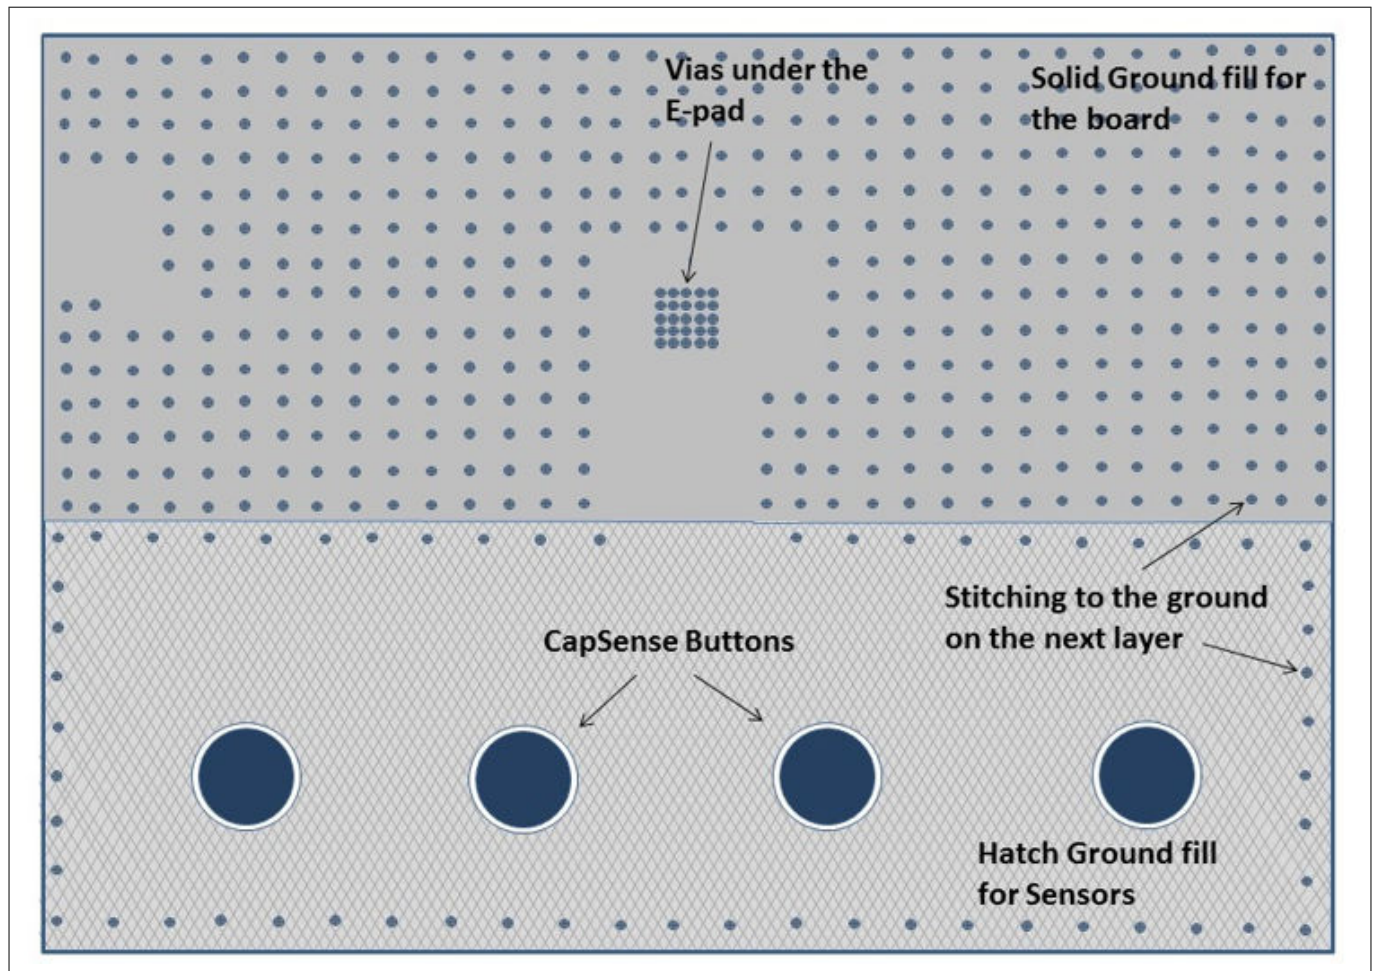 Vias under the
E-pad
Solid Ground fill for
the board
Stitching to the ground
on the next layer
CapSense Buttons
Hatch Ground fill
for Sensors